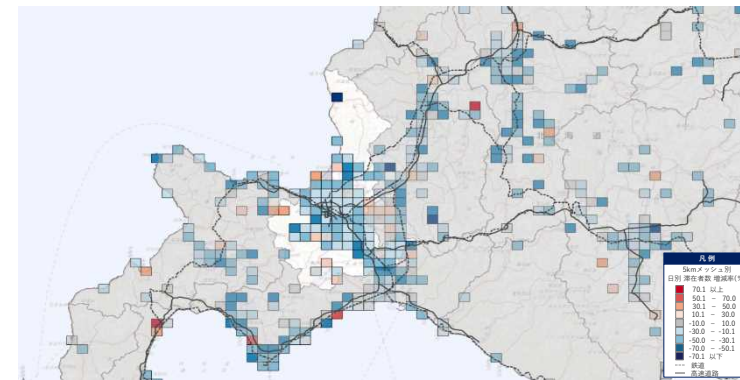 北 海 道
凡 例
5kmメッシュ別
日別 滞在者数 増減率(%
70.1 以上
50.1 - 70.0
30.1 - 50.0
10.1 - 30.0
-10.0 - 10.0
-30.0 - -10.1
-50.0 - -30.1
-70.0 - -50.1
-70.1 以下
鉄道
高速道路